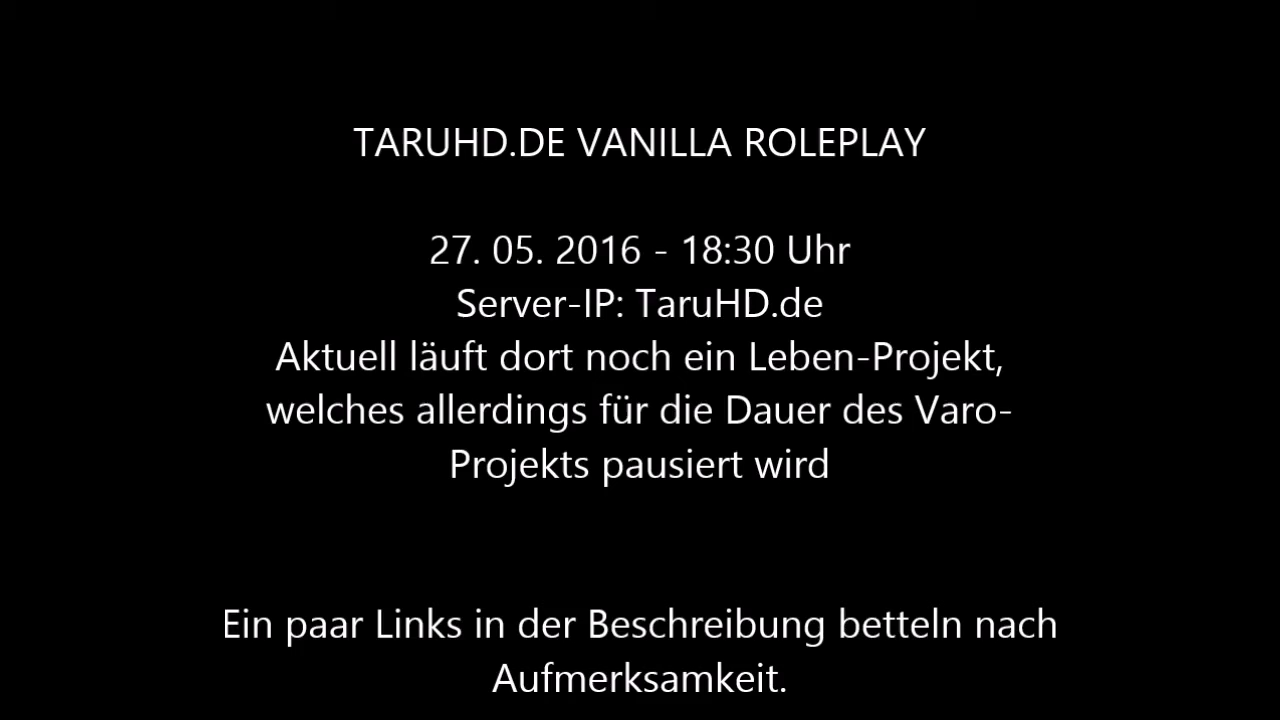 TARUHD.DE VANILLA ROLEPLAY
27. 05. 2016 - 18:30 Uhr
Server-IP: TaruHD.de
Aktuell läuft dort noch ein Leben-Projekt,
welches allerdings für die Dauer des Varo-
Projekts pausiert wird
Ein paar Links in der Beschreibung betteln nach
Aufmerksamkeit.